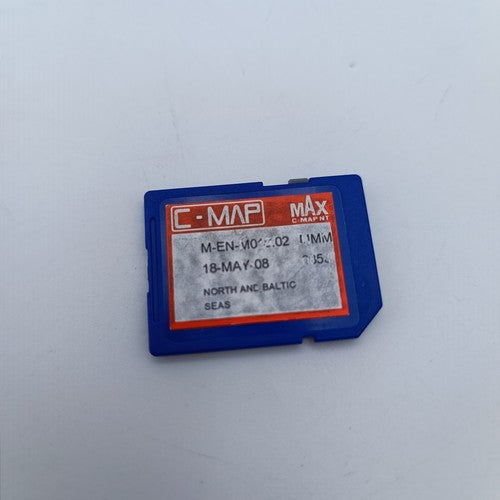 C-MAP MAX
C-MAP NT
18-MAY-08
NORTH AND BALTIC
SEAS